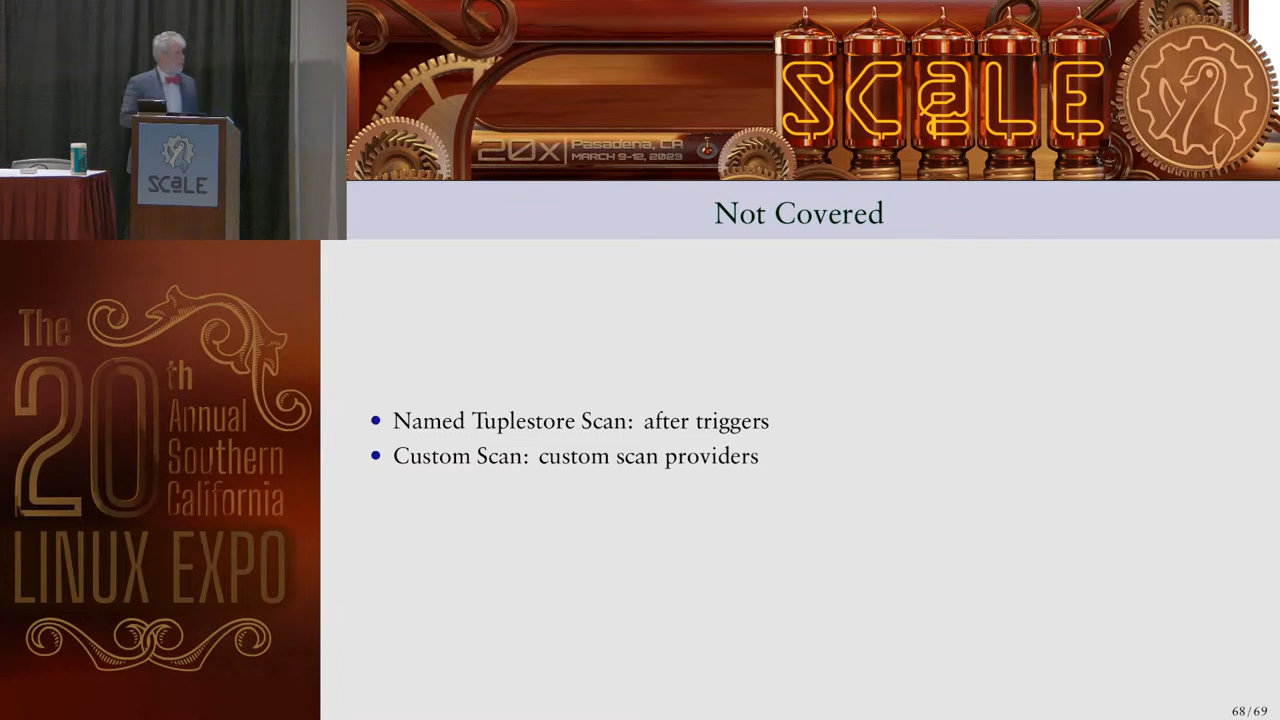 SCaLE
20x
Pasadena, CA
MARCH 9-12, 2023
SCaLE
Not Covered
The
20th
Annual
Southern
California
LINUX EXPO
• Named Tuplestore Scan: after triggers
• Custom Scan: custom scan providers
68/69